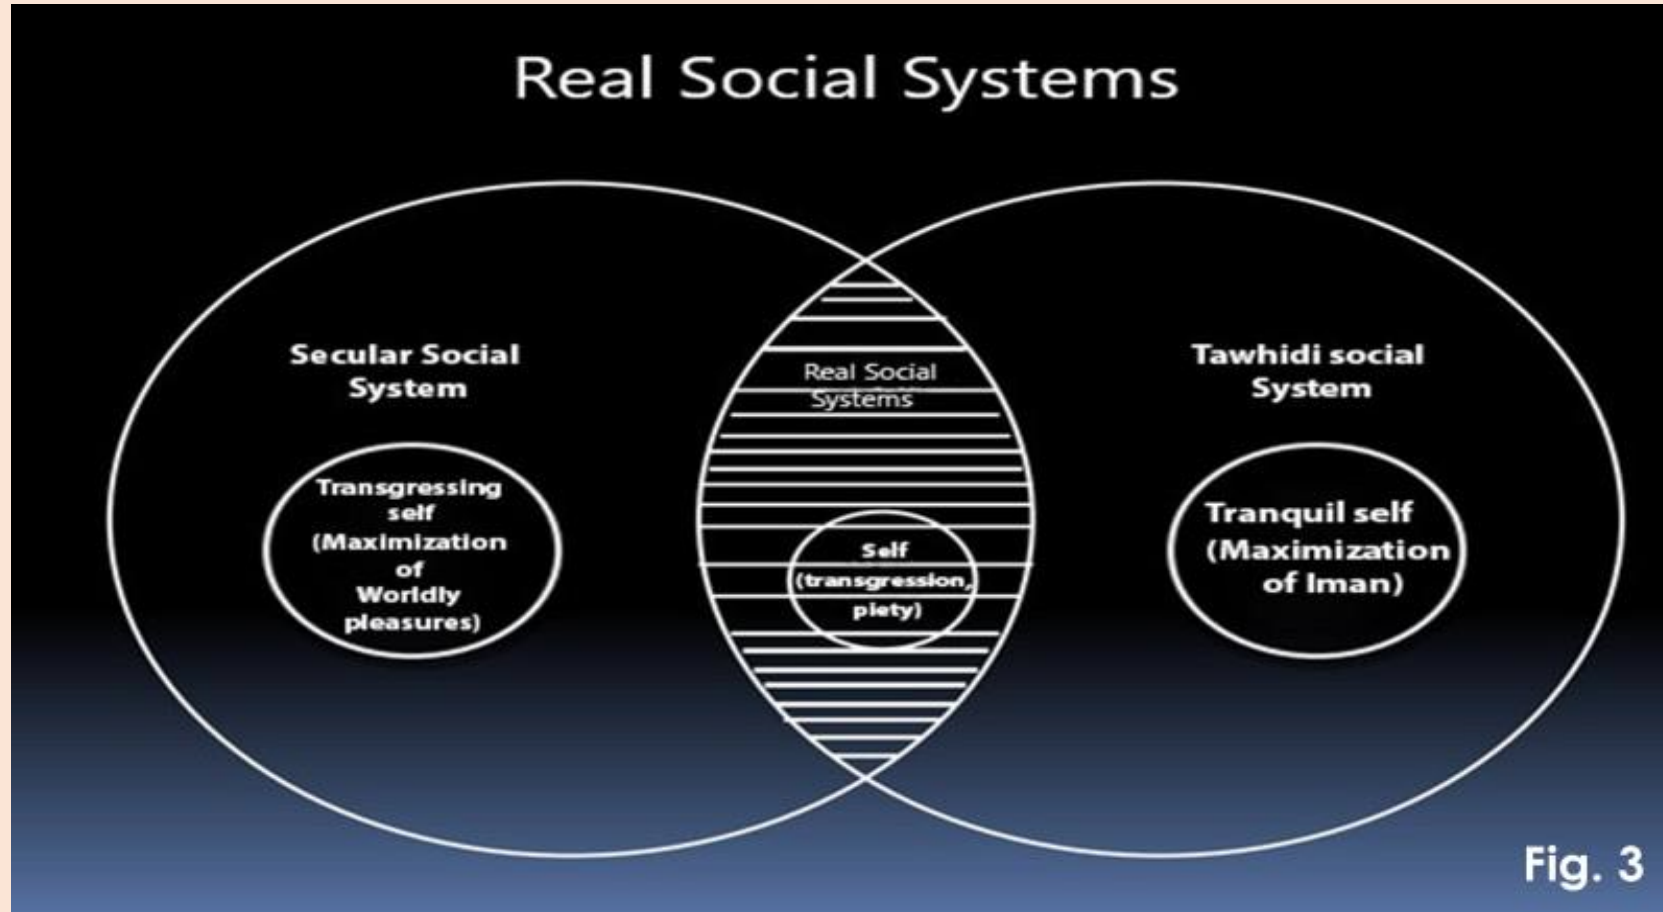 Real Social Systems
Secular Social
System
Transgressing
self
(Maximization
of
Worldly
pleasures)
Real Social
Systems
Self
(transgression,
piety)
Tawhidi social
System
Tranquil self
(Maximization
of Iman)
Fig. 3